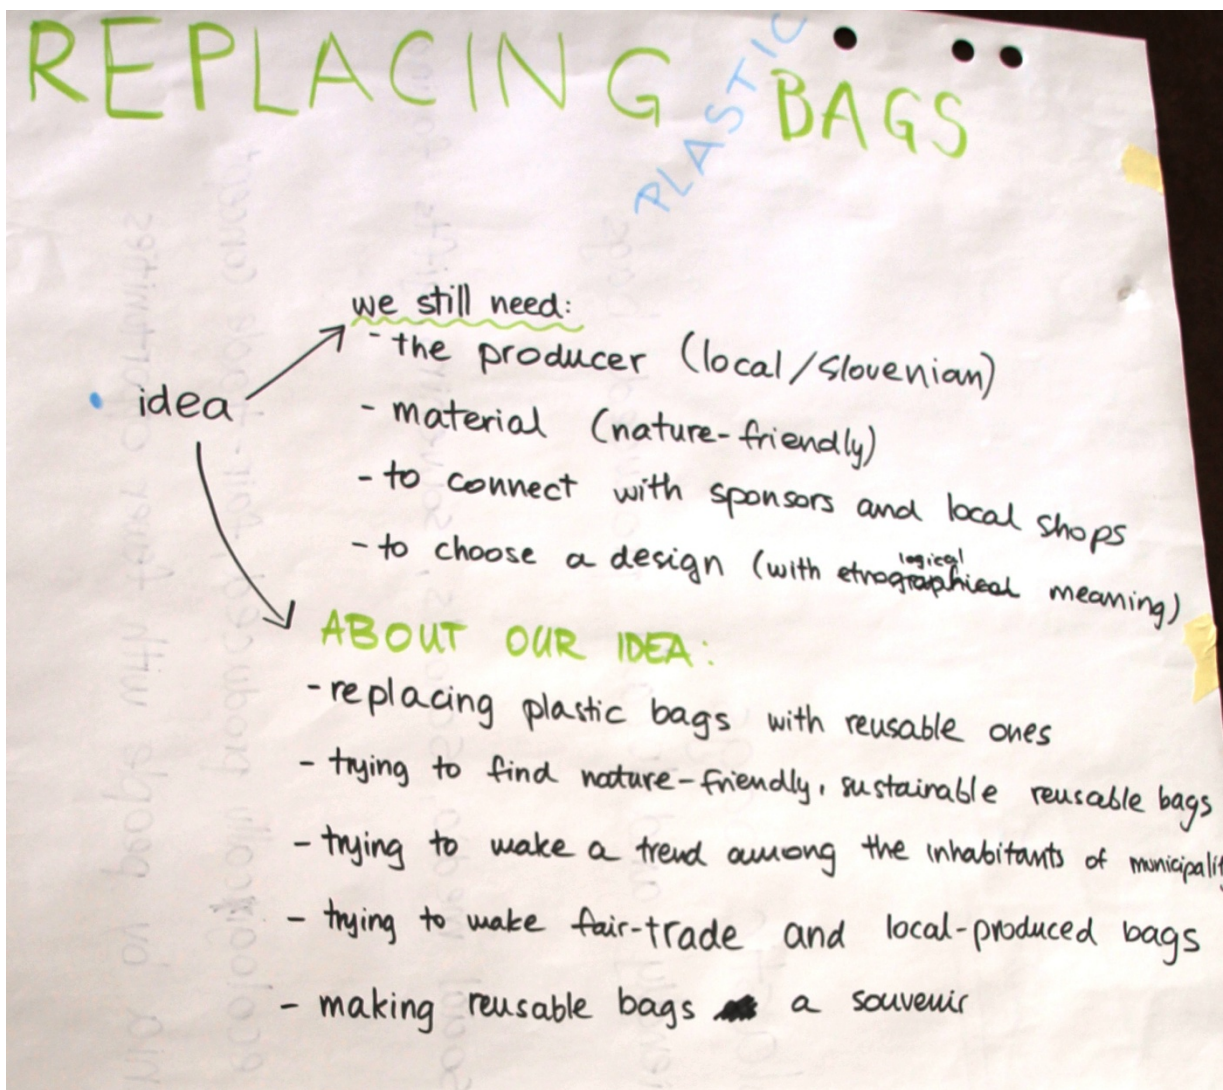 REPLACING PLASTIC BAGS
we still need:
- the producer (local/Slovenian)
• idea
- material (nature-friendly)
- to connect with sponsors and local shops
- to choose a design (with etnographical logical meaning)
ABOUT OUR IDEA:
- replacing plastic bags with reusable ones
- trying to find nature-friendly, sustainable reusable bags
- trying to make a trend among the inhabitants of municipalit
- trying to make fair-trade and local-produced bags
- making reusable bags a souvenir